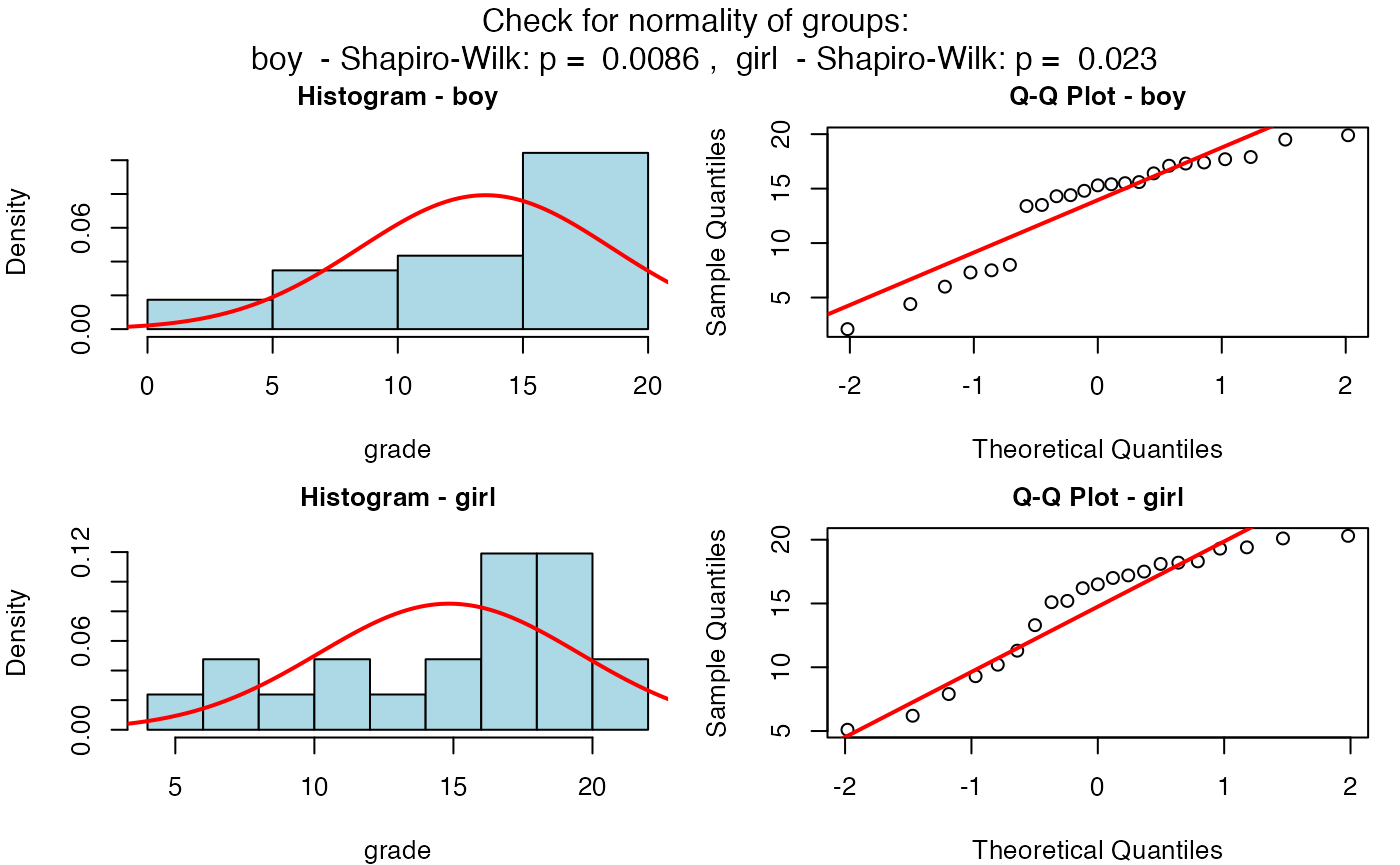 Check for normality of groups:
boy - Shapiro-Wilk: p = 0.0086 , girl - Shapiro-Wilk: p = 0.023
Histogram - boy
Density
0.00 0.06
0 5 10 15 20
grade
Q-Q Plot - boy
Sample Quantiles
5 10 15 20
-2 -1 0 1 2
Theoretical Quantiles
Histogram - girl
Density
0.00 0.06 0.12
5 10 15 20
grade
Q-Q Plot - girl
Sample Quantiles
5 10 15 20
-2 -1 0 1 2
Theoretical Quantiles